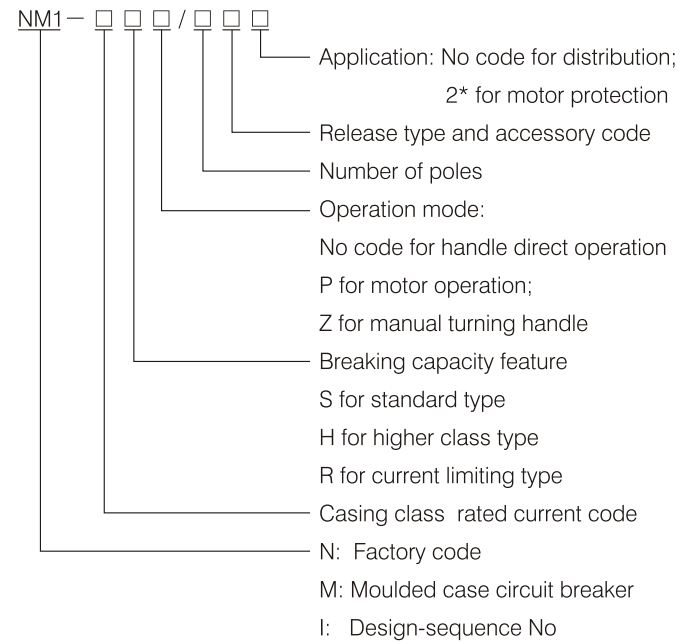 NM1— □ □ □ / □ □ □
Application: No code for distribution;
2* for motor protection
Release type and accessory code
Number of poles
Operation mode:
No code for handle direct operation
P for motor operation;
Z for manual turning handle
Breaking capacity feature
S for standard type
H for higher class type
R for current limiting type
Casing class rated current code
N: Factory code
M: Moulded case circuit breaker
I: Design-sequence No